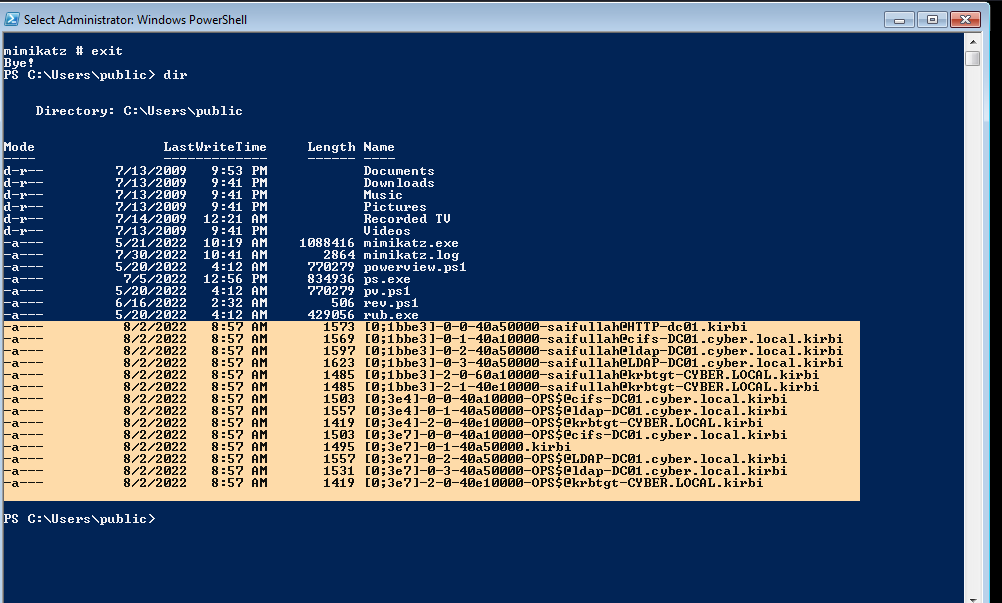 Select Administrator: Windows PowerShell
mimikatz # exit
Bye!
PS C:\Users\public> dir
Directory: C:\Users\public
Mode LastWriteTime Length Name
---- ------------- ------ ----
d-r-- 7/13/2009 9:53 PM Documents
d-r-- 7/13/2009 9:41 PM Downloads
d-r-- 7/13/2009 9:41 PM Music
d-r-- 7/13/2009 9:41 PM Pictures
d-r-- 7/14/2009 12:21 AM Recorded TV
d-r-- 7/13/2009 9:41 PM Videos
-a--- 5/21/2022 10:19 AM 1088416 mimikatz.exe
-a--- 7/30/2022 10:41 AM 2864 mimikatz.log
-a--- 5/20/2022 4:12 AM 770279 powerview.ps1
-a--- 7/5/2022 12:56 PM 834936 ps.exe
-a--- 5/20/2022 4:12 AM 770279 pv.ps1
-a--- 6/16/2022 2:32 AM 506 rev.ps1
-a--- 5/20/2022 4:12 AM 429056 rub.exe
-a--- 8/2/2022 8:57 AM 1573 [0;1bbe3]-0-0-40a50000-saifullah@HTTP-dc01.kirbi
-a--- 8/2/2022 8:57 AM 1569 [0;1bbe3]-0-1-40a10000-saifullah@cifs-DC01.cyber.local.kirbi
-a--- 8/2/2022 8:57 AM 1597 [0;1bbe3]-0-2-40a50000-saifullah@ldap-DC01.cyber.local.kirbi
-a--- 8/2/2022 8:57 AM 1623 [0;1bbe3]-0-3-40a50000-saifullah@LDAP-DC01.cyber.local.kirbi
-a--- 8/2/2022 8:57 AM 1485 [0;1bbe3]-2-0-60a10000-saifullah@krbtgt-CYBER.LOCAL.kirbi
-a--- 8/2/2022 8:57 AM 1485 [0;1bbe3]-2-1-40e10000-saifullah@krbtgt-CYBER.LOCAL.kirbi
-a--- 8/2/2022 8:57 AM 1503 [0;3e4]-0-0-40a10000-OPS$@cifs-DC01.cyber.local.kirbi
-a--- 8/2/2022 8:57 AM 1557 [0;3e4]-0-1-40a50000-OPS$@ldap-DC01.cyber.local.kirbi
-a--- 8/2/2022 8:57 AM 1419 [0;3e4]-2-0-40e10000-OPS$@krbtgt-CYBER.LOCAL.kirbi
-a--- 8/2/2022 8:57 AM 1503 [0;3e7]-0-0-40a10000-OPS$@cifs-DC01.cyber.local.kirbi
-a--- 8/2/2022 8:57 AM 1495 [0;3e7]-0-1-40a50000.kirbi
-a--- 8/2/2022 8:57 AM 1557 [0;3e7]-0-2-40a50000-OPS$@LDAP-DC01.cyber.local.kirbi
-a--- 8/2/2022 8:57 AM 1531 [0;3e7]-0-3-40a50000-OPS$@ldap-DC01.cyber.local.kirbi
-a--- 8/2/2022 8:57 AM 1419 [0;3e7]-2-0-40e10000-OPS$@krbtgt-CYBER.LOCAL.kirbi
PS C:\Users\public>